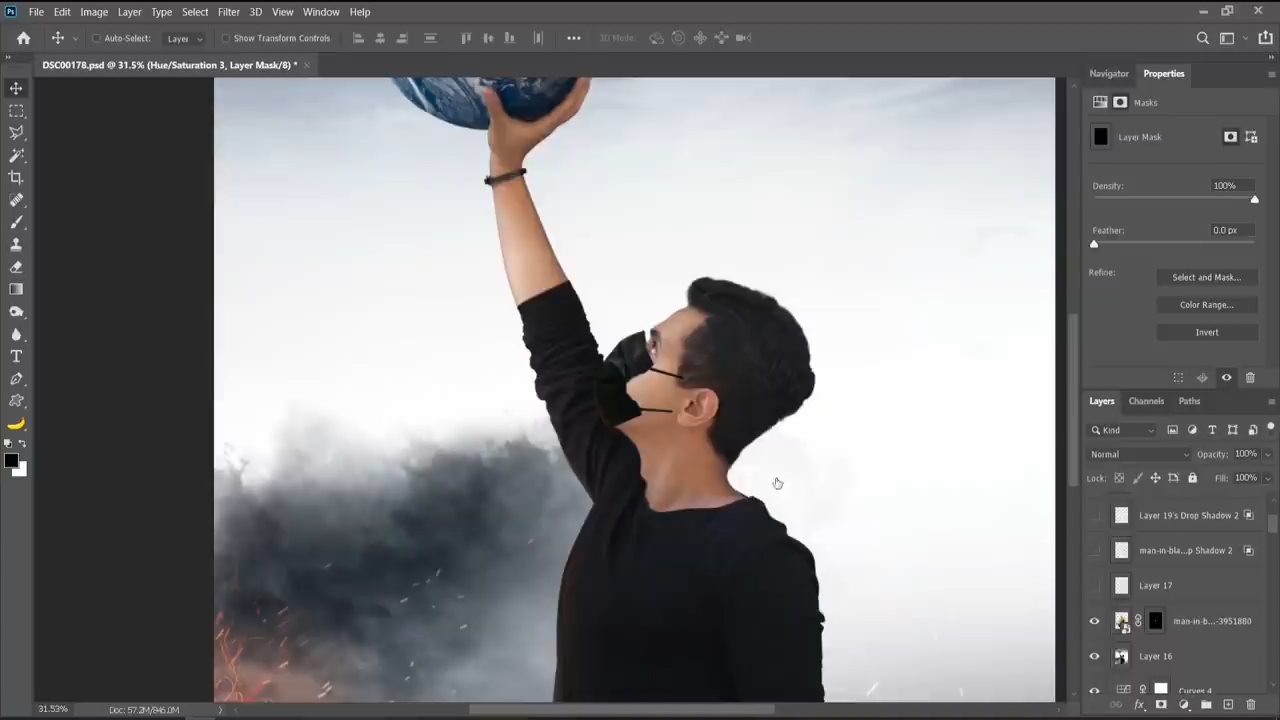 Ps File Edit Image Layer Type Select Filter 3D View Window Help
Auto-Select: Layer Show Transform Controls 3D Mode:
DSC00178.psd @ 31.5% (Hue/Saturation 3, Layer Mask/8) *
Navigator Properties
Masks
Layer Mask
Density: 100%
Feather: 0.0 px
Refine: Select and Mask...
Color Range...
Invert
Layers Channels Paths
Kind
Normal Opacity: 100%
Lock: Fill: 100%
Layer 19's Drop Shadow 2
man-in-bla...p Shadow 2
Layer 17
man-in-b...-3951880
Layer 16
Curves 4
31.53% Doc: 57.2M/846.0M